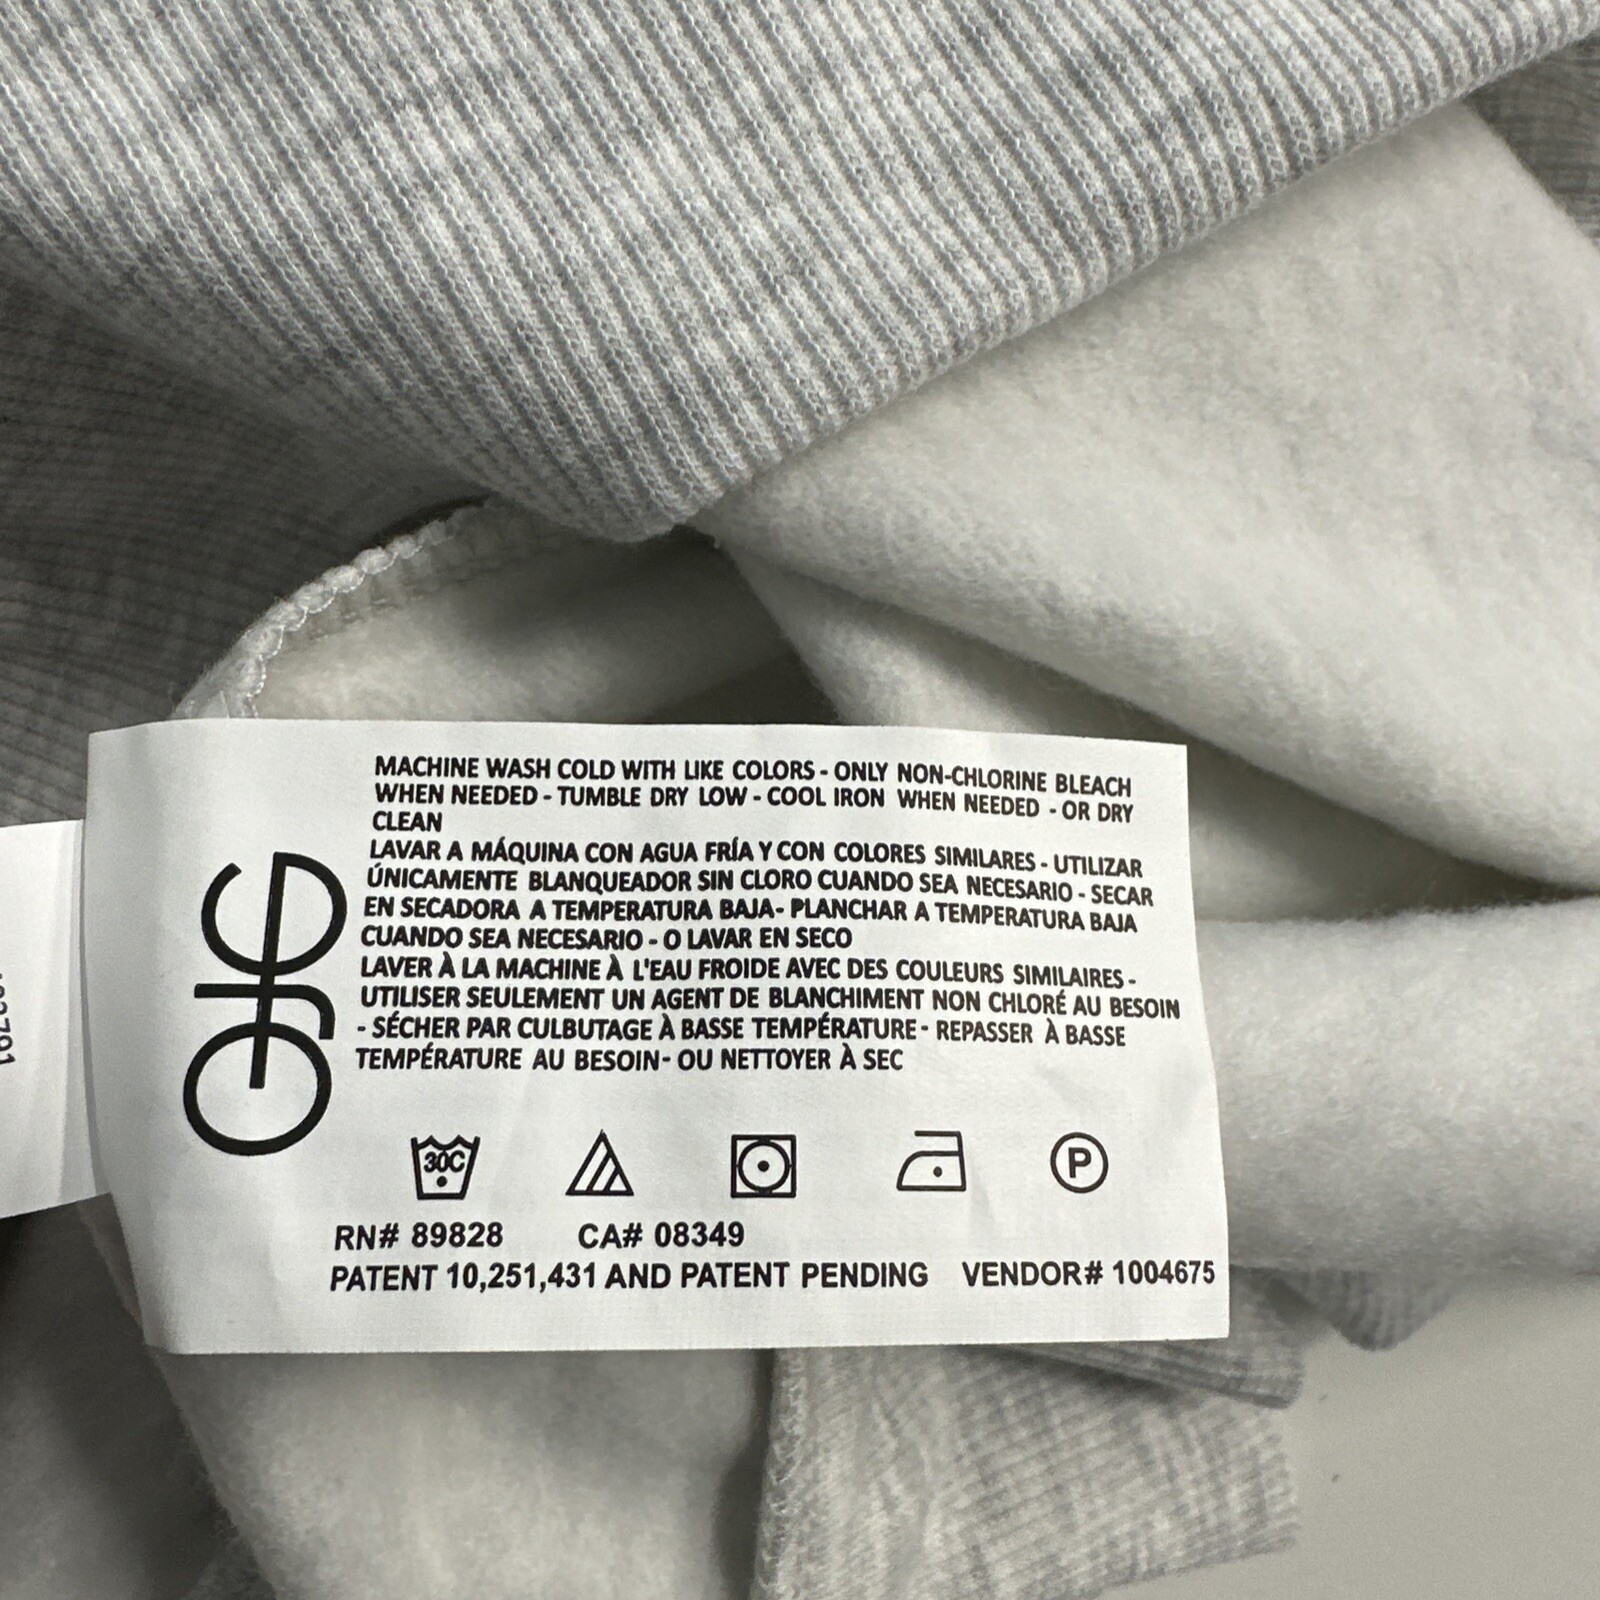 MACHINE WASH COLD WITH LIKE COLORS - ONLY NON-CHLORINE BLEACH
WHEN NEEDED - TUMBLE DRY LOW - COOL IRON WHEN NEEDED - OR DRY
CLEAN
LAVAR A MÁQUINA CON AGUA FRÍA Y CON COLORES SIMILARES - UTILIZAR
ÚNICAMENTE BLANQUEADOR SIN CLORO CUANDO SEA NECESARIO - SECAR
EN SECADORA A TEMPERATURA BAJA- PLANCHAR A TEMPERATURA BAJA
CUANDO SEA NECESARIO - O LAVAR EN SECO
LAVER À LA MACHINE À L'EAU FROIDE AVEC DES COULEURS SIMILAIRES -
UTILISER SEULEMENT UN AGENT DE BLANCHIMENT NON CHLORÉ AU BESOIN
- SÉCHER PAR CULBUTAGE À BASSE TEMPÉRATURE - REPASSER À BASSE
TEMPÉRATURE AU BESOIN- OU NETTOYER À SEC
30C P
RN# 89828 CA# 08349
PATENT 10,251,431 AND PATENT PENDING VENDOR# 1004675